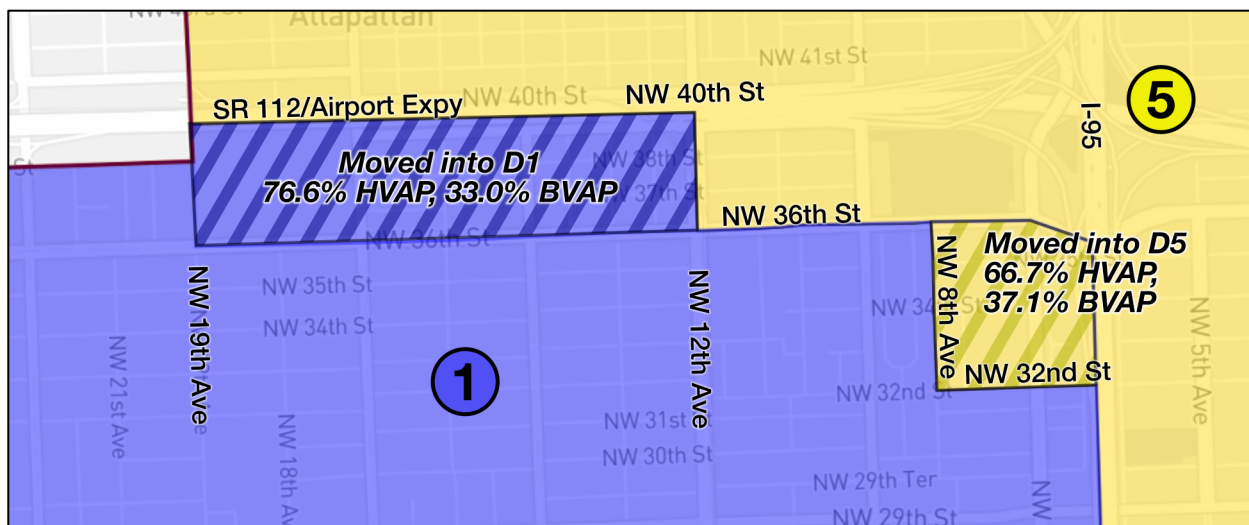 Allapattah
NW 41st St
5
SR 112/Airport Expy
NW 40th St
NW 40th St
I-95
Moved into D1
76.6% HVAP, 33.0% BVAP
NW 38th St
NW 37th St
NW 36th St
NW 36th St
Moved into D5
66.7% HVAP,
37.1% BVAP
NW 8th Ave
NW 32nd St
NW 19th Ave
NW 12th Ave
NW 35th St
NW 34th St
1
NW 21st Ave
NW 18th Av
NW 5th Ave
NW 32nd St
NW 31st St
NW 30th St
NW 29th Ter
NW 29th St
NW